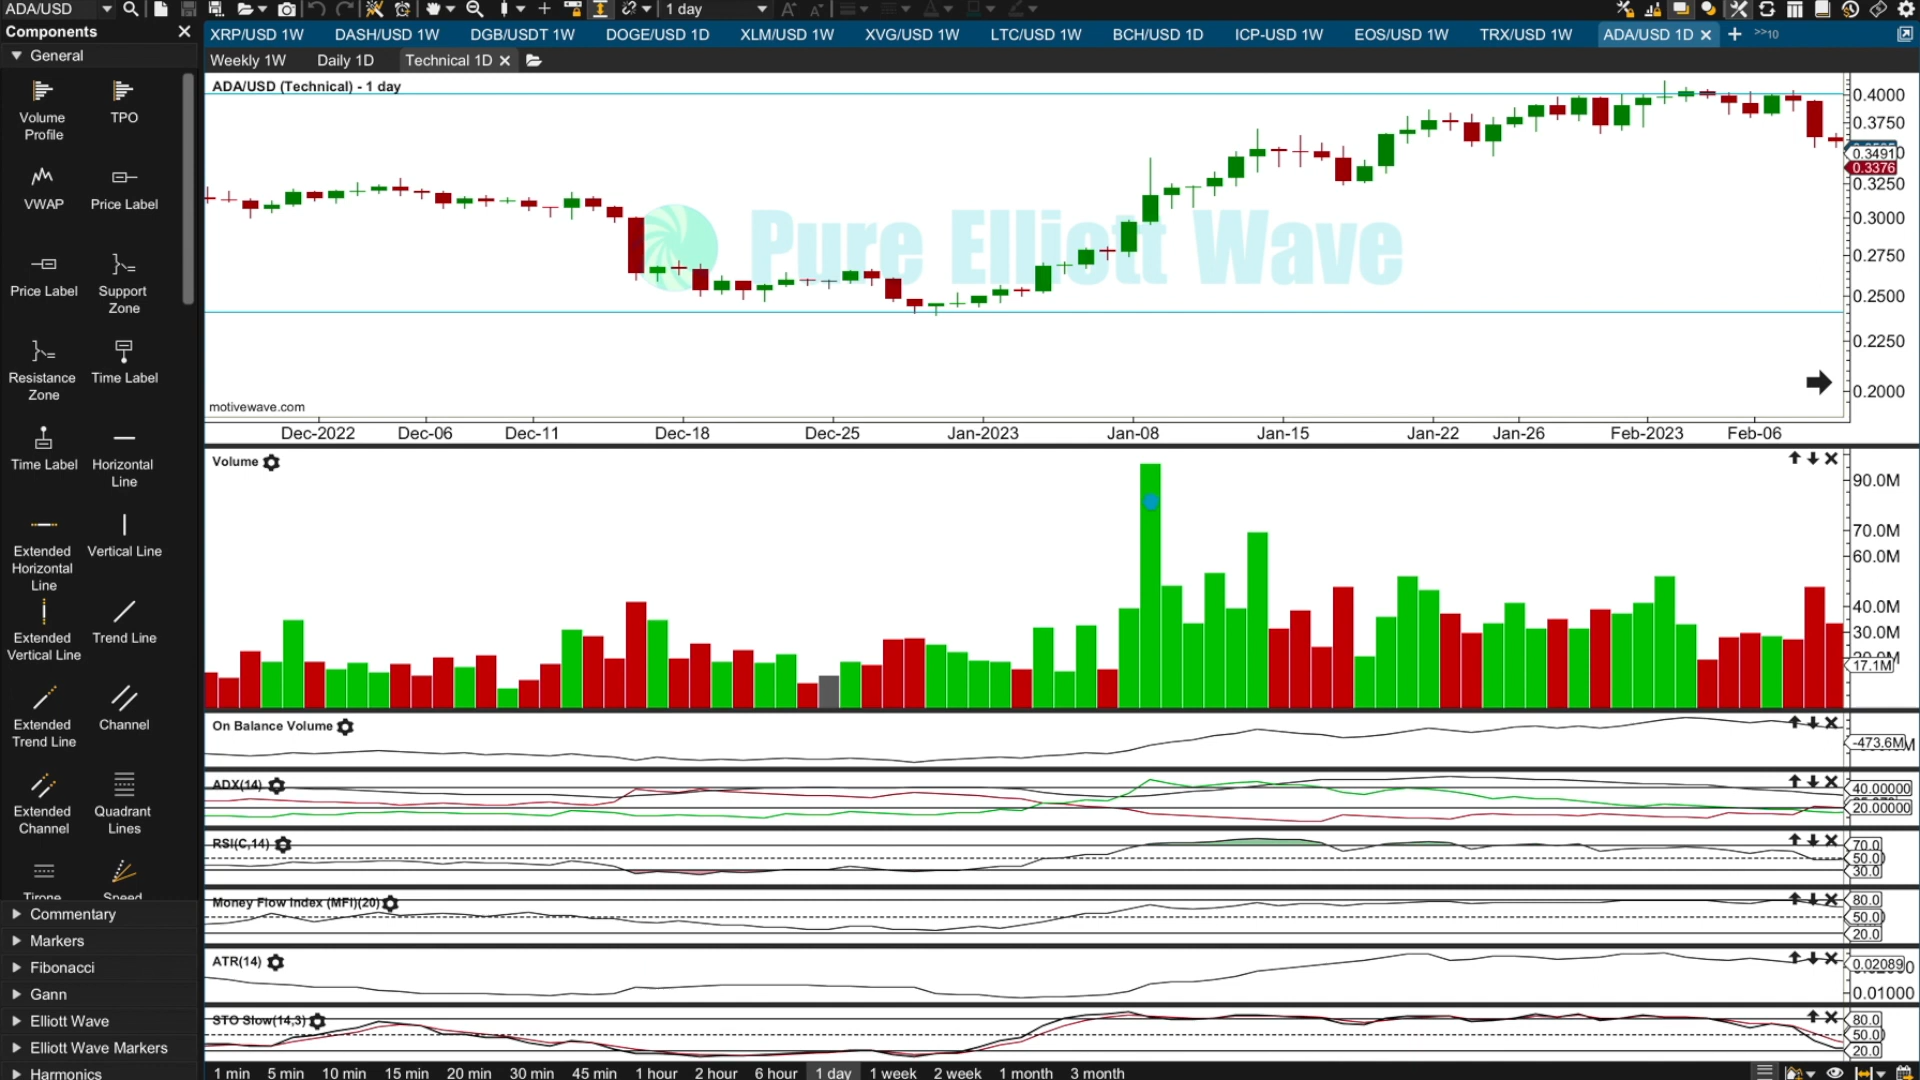 ADA/USD
1 day
Components
General
Volume Profile
TPO
VWAP
Price Label
Price Label
Support Zone
Resistance Zone
Time Label
Time Label
Horizontal Line
Extended Horizontal Line
Vertical Line
Extended Vertical Line
Trend Line
Extended Trend Line
Channel
Extended Channel
Quadrant Lines
Tirone
Speed
Commentary
Markers
Fibonacci
Gann
Elliott Wave
Elliott Wave Markers
Harmonics
XRP/USD 1W DASH/USD 1W DGB/USDT 1W DOGE/USD 1D XLM/USD 1W XVG/USD 1W LTC/USD 1W BCH/USD 1D ICP-USD 1W EOS/USD 1W TRX/USD 1W ADA/USD 1D >>10
Weekly 1W Daily 1D Technical 1D
ADA/USD (Technical) - 1 day
Pure Elliott Wave
0.4000
0.3750
0.3491
0.3376
0.3250
0.3000
0.2750
0.2500
0.2250
0.2000
motivewave.com
Dec-2022 Dec-06 Dec-11 Dec-18 Dec-25 Jan-2023 Jan-08 Jan-15 Jan-22 Jan-26 Feb-2023 Feb-06
Volume
90.0M
70.0M
60.0M
40.0M
30.0M
17.1M
On Balance Volume
-473.6M
ADX(14)
40.00000
20.00000
RSI(C,14)
70.0
50.0
30.0
Money Flow Index (MFI)(20)
80.0
50.0
20.0
ATR(14)
0.02089
0.01000
STO Slow(14,3)
80.0
50.0
20.0
1 min 5 min 10 min 15 min 20 min 30 min 45 min 1 hour 2 hour 6 hour 1 day 1 week 2 week 1 month 3 month